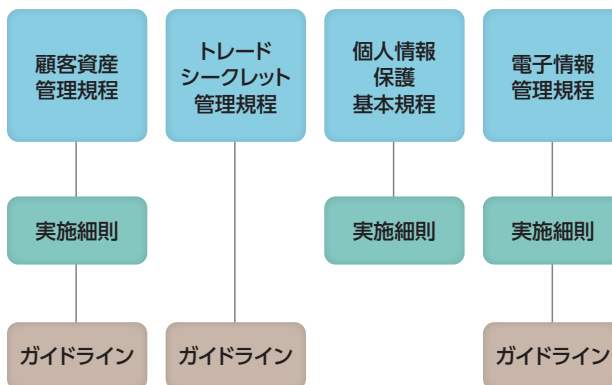 顧客資産
管理規程
トレード
シークレット
管理規程
個人情報
保護
基本規程
電子情報
管理規程
実施細則
実施細則
実施細則
ガイドライン
ガイドライン
ガイドライン